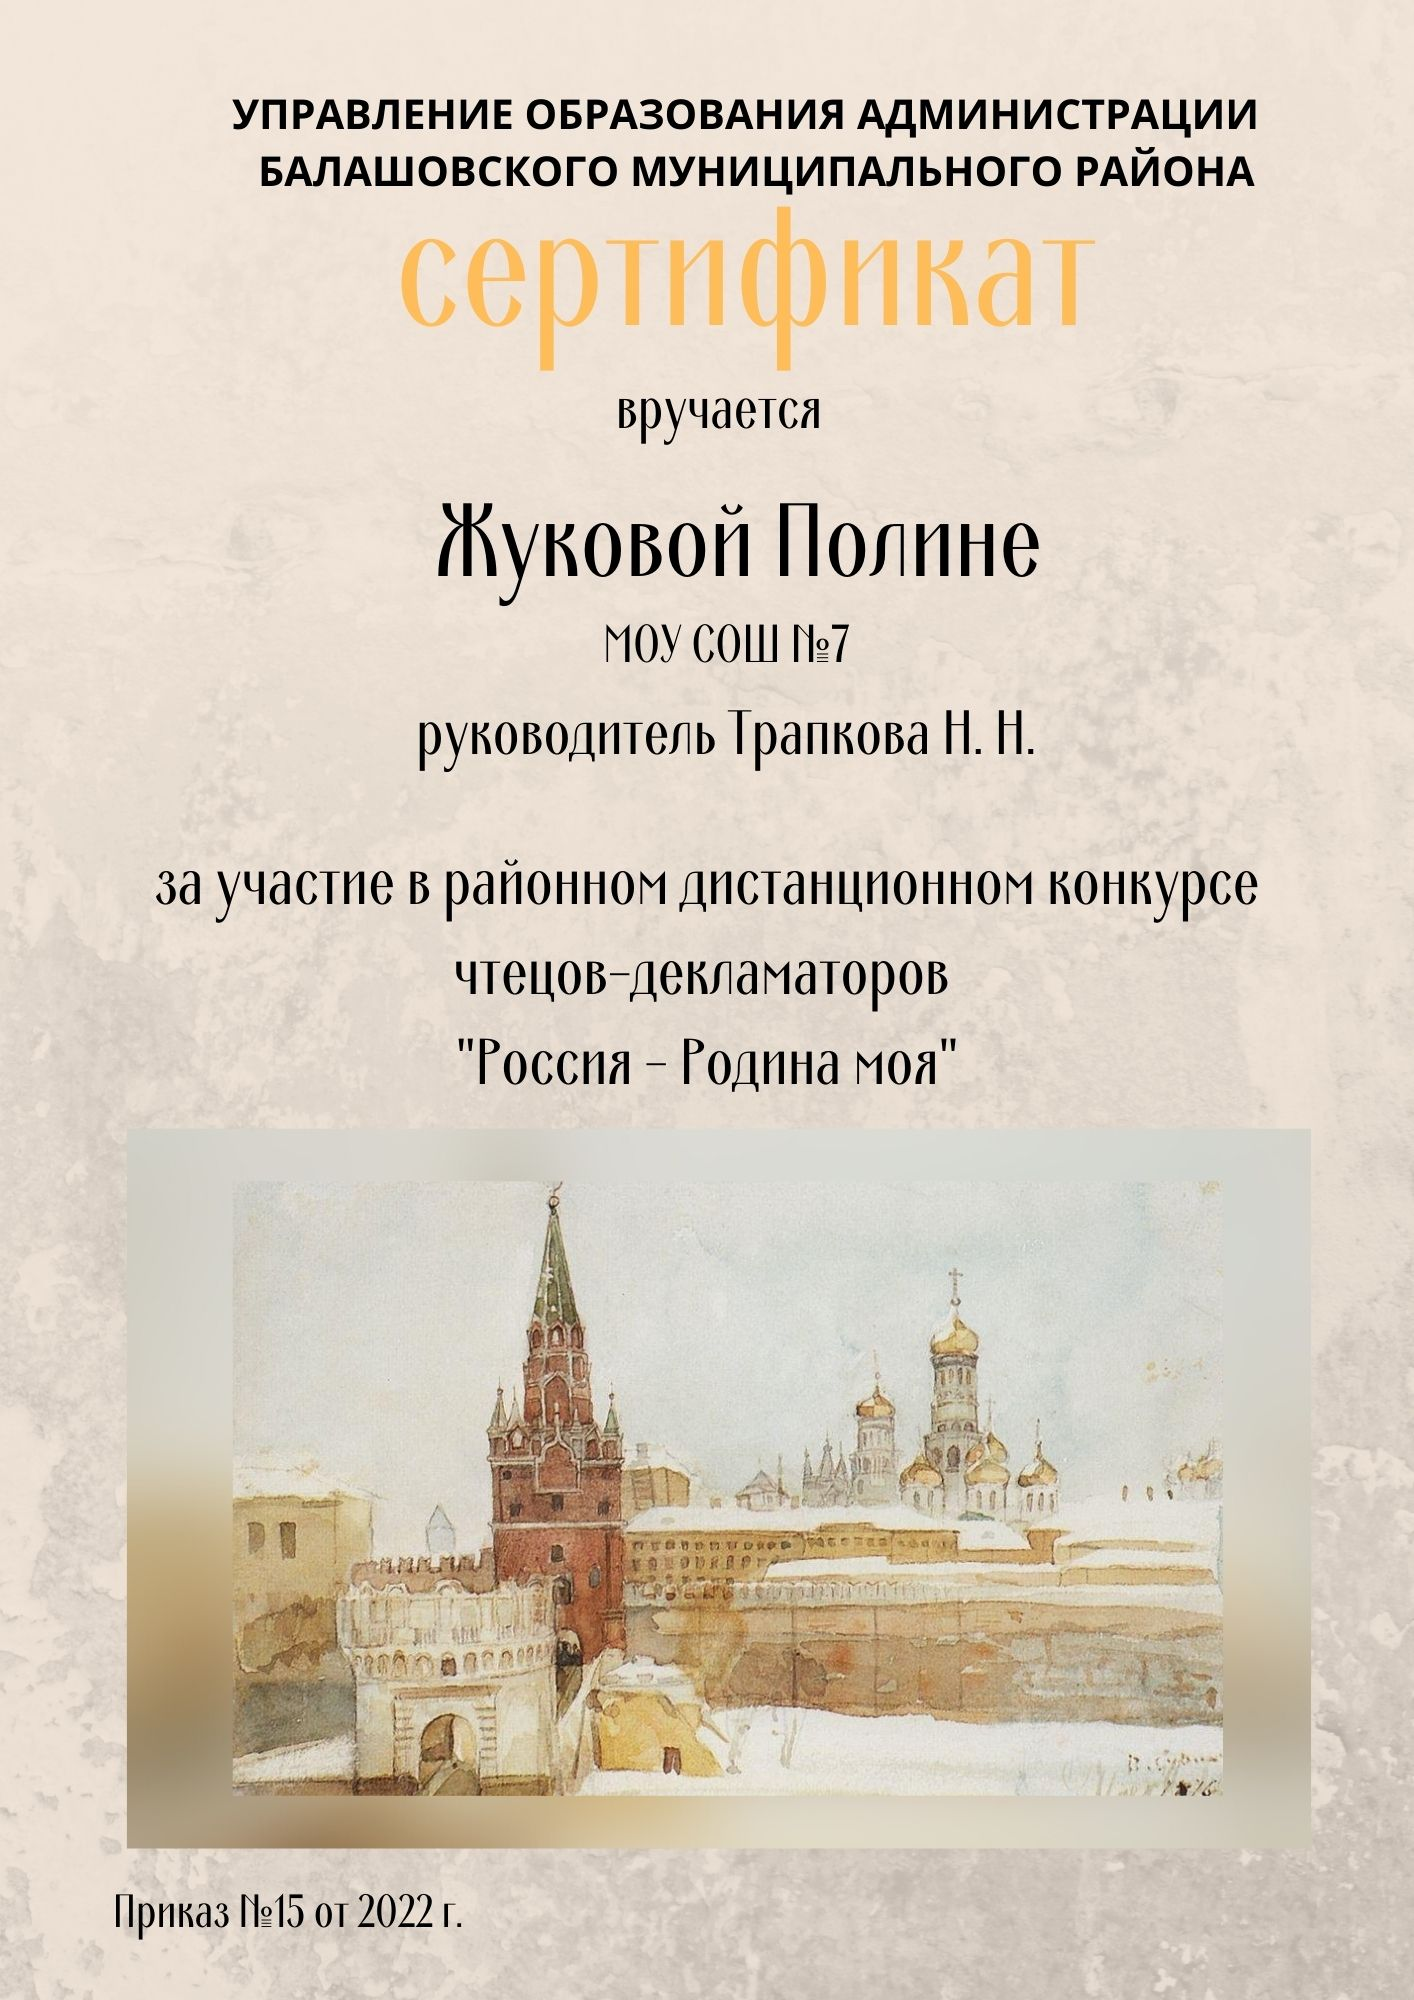 УПРАВЛЕНИЕ ОБРАЗОВАНИЯ АДМИНИСТРАЦИИ
БАЛАШОВСКОГО МУНИЦИПАЛЬНОГО РАЙОНА
сертификат
вручается
Жуковой Полине
МОУ СОШ №7
руководитель Трапкова Н. Н.
за участие в районном дистанционном конкурсе
чтецов-декламаторов
"Россия - Родина моя"
Приказ №15 от 2022 г.